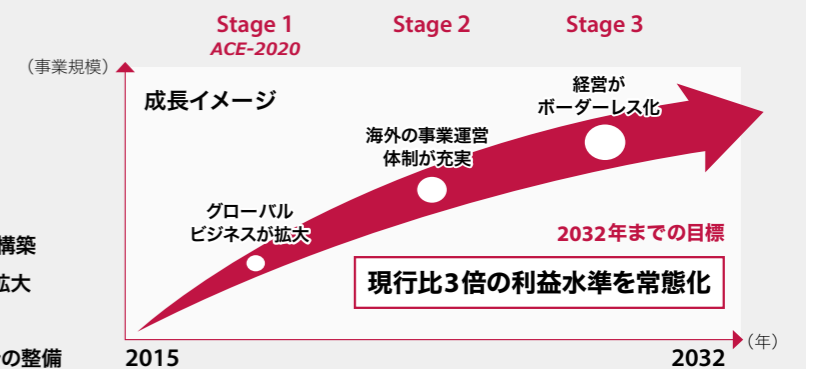 Stage 1
ACE-2020
Stage 2
Stage 3
(事業規模)
成長イメージ
経営が
ボーダーレス化
海外の事業運営
体制が充実
グローバル
ビジネスが拡大
構築
拡大
の整備
2032年までの目標
現行比3倍の利益水準を常態化
(年)
2015
2032